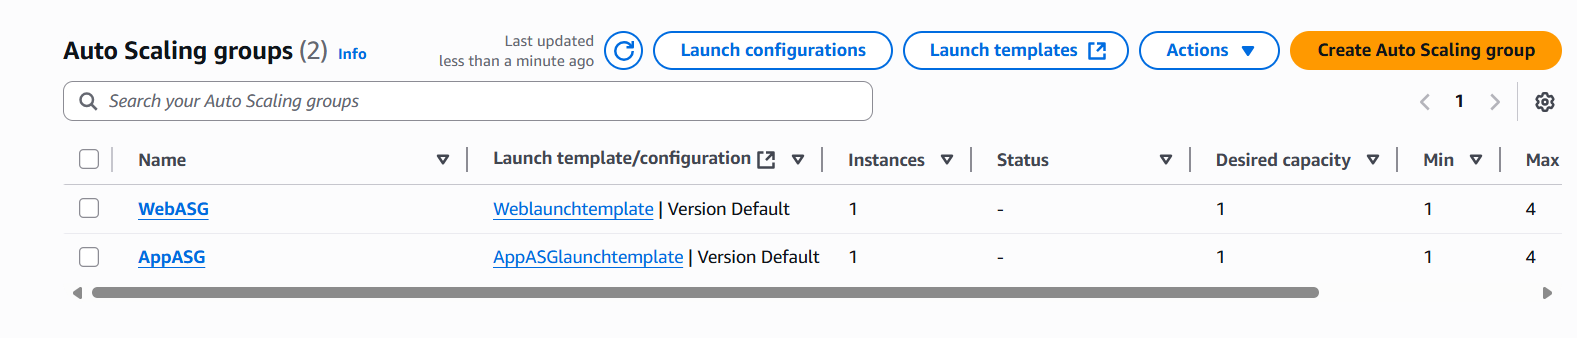 Auto Scaling groups (2) Info
Last updated
less than a minute ago
Launch configurations
Launch templates
Actions
Create Auto Scaling group
Search your Auto Scaling groups
1
Name Launch template/configuration Instances Status Desired capacity Min Max
WebASG Weblaunchtemplate | Version Default 1 - 1 1 4
AppASG AppASGlaunchtemplate | Version Default 1 - 1 1 4